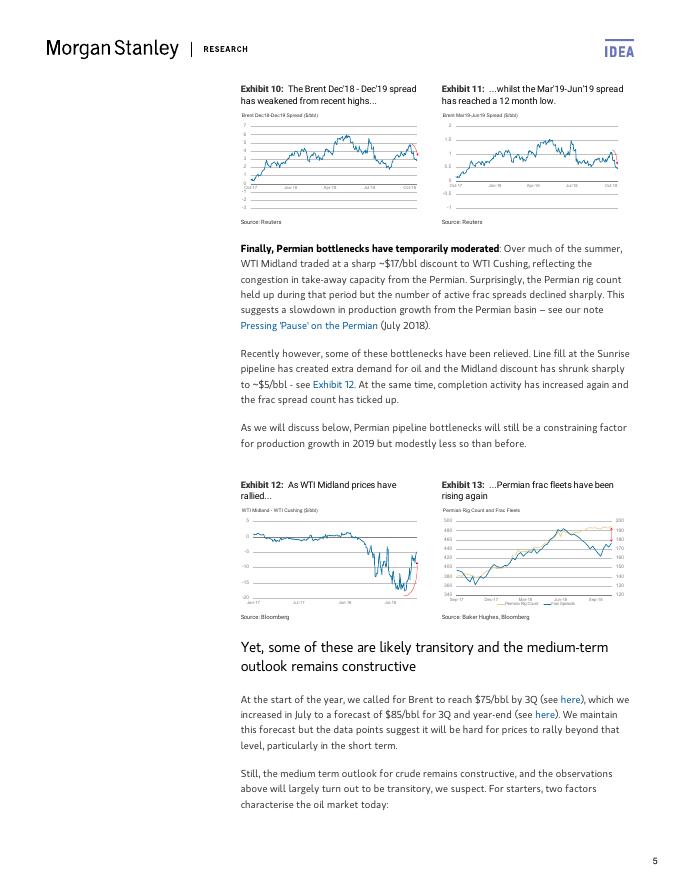 Morgan Stanley | RESEARCH
IDEA
Exhibit 10: The Brent Dec'18 - Dec'19 spread
has weakened from recent highs...
Brent Dec18-Dec19 Spread ($/bbl)
7
6
5
4
3
2
1
0
-1
-2
-3
Oct-17 Jan-18 Apr-18 Jul-18 Oct-18
Source: Reuters
Exhibit 11: ...whilst the Mar'19-Jun'19 spread
has reached a 12 month low.
Brent Mar19-Jun19 Spread ($/bbl)
2
1.5
1
0.5
0
-0.5
-1
Oct-17 Jan-18 Apr-18 Jul-18 Oct-18
Source: Reuters
Finally, Permian bottlenecks have temporarily moderated: Over much of the summer,
WTI Midland traded at a sharp ~$17/bbl discount to WTI Cushing, reflecting the
congestion in take-away capacity from the Permian. Surprisingly, the Permian rig count
held up during that period but the number of active frac spreads declined sharply. This
suggests a slowdown in production growth from the Permian basin – see our note
Pressing 'Pause' on the Permian (July 2018).
Recently however, some of these bottlenecks have been relieved. Line fill at the Sunrise
pipeline has created extra demand for oil and the Midland discount has shrunk sharply
to ~$5/bbl - see Exhibit 12. At the same time, completion activity has increased again and
the frac spread count has ticked up.
As we will discuss below, Permian pipeline bottlenecks will still be a constraining factor
for production growth in 2019 but modestly less so than before.
Exhibit 12: As WTI Midland prices have
rallied...
WTI Midland - WTI Cushing ($/bbl)
5
0
-5
-10
-15
-20
Jan-17 Jul-17 Jan-18 Jul-18
Source: Bloomberg
Exhibit 13: ...Permian frac fleets have been
rising again
Permian Rig Count and Frac Fleets
500 200
480 190
460 180
440 170
420 160
400 150
380 140
360 130
340 120
Sep-17 Dec-17 Mar-18 Jun-18 Sep-18
Permian Rig Count Frac Spreads
Source: Baker Hughes, Bloomberg
Yet, some of these are likely transitory and the medium-term
outlook remains constructive
At the start of the year, we called for Brent to reach $75/bbl by 3Q (see here), which we
increased in July to a forecast of $85/bbl for 3Q and year-end (see here). We maintain
this forecast but the data points suggest it will be hard for prices to rally beyond that
level, particularly in the short term.
Still, the medium term outlook for crude remains constructive, and the observations
above will largely turn out to be transitory, we suspect. For starters, two factors
characterise the oil market today:
5